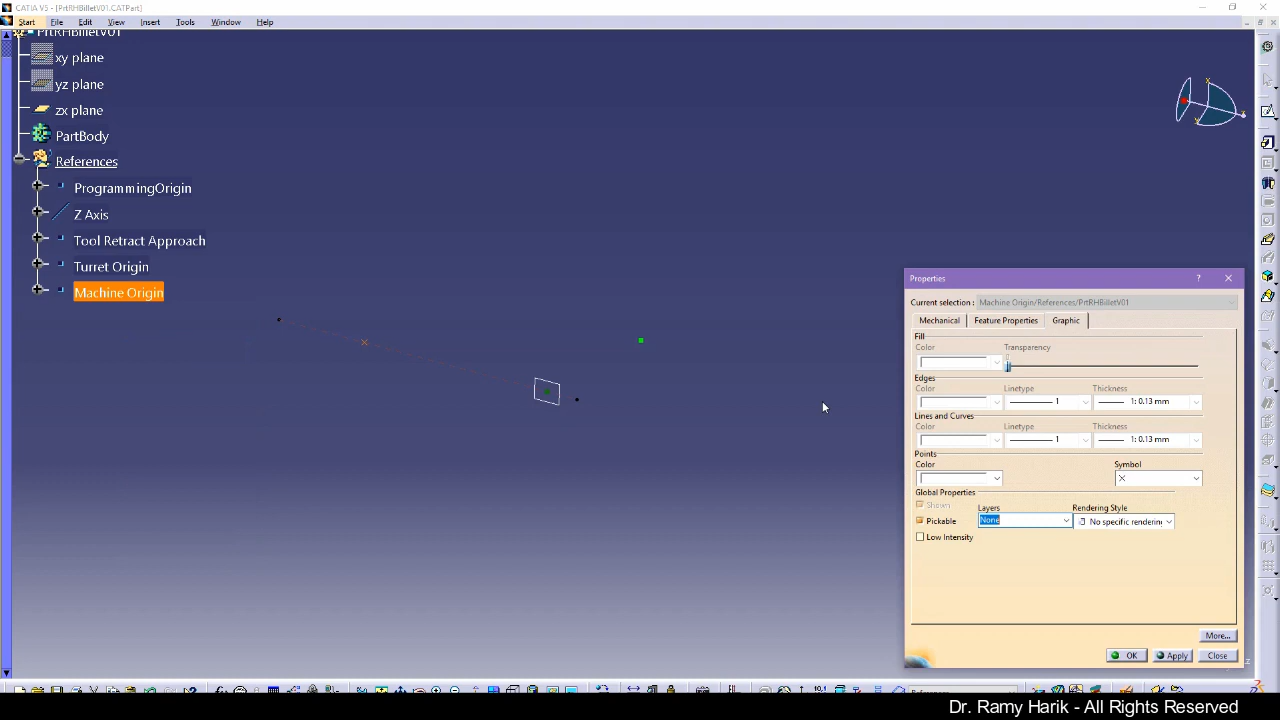 CATIA V5 - [PrtRHBilletV01.CATPart]
Start File Edit View Insert Tools Window Help
PrtRHBilletV01
xy plane
yz plane
zx plane
PartBody
References
ProgrammingOrigin
Z Axis
Tool Retract Approach
Turret Origin
Machine Origin
Properties
Current selection : Machine Origin/References/PrtRHBilletV01
Mechanical Feature Properties Graphic
Fill
Color Transparency
Edges
Color Linetype Thickness
1 1: 0.13 mm
Lines and Curves
Color Linetype Thickness
1 1: 0.13 mm
Points
Color Symbol
Global Properties
Shown Layers Rendering Style
Pickable None No specific renderin
Low Intensity
More...
OK Apply Close
Dr. Ramy Harik - All Rights Reserved